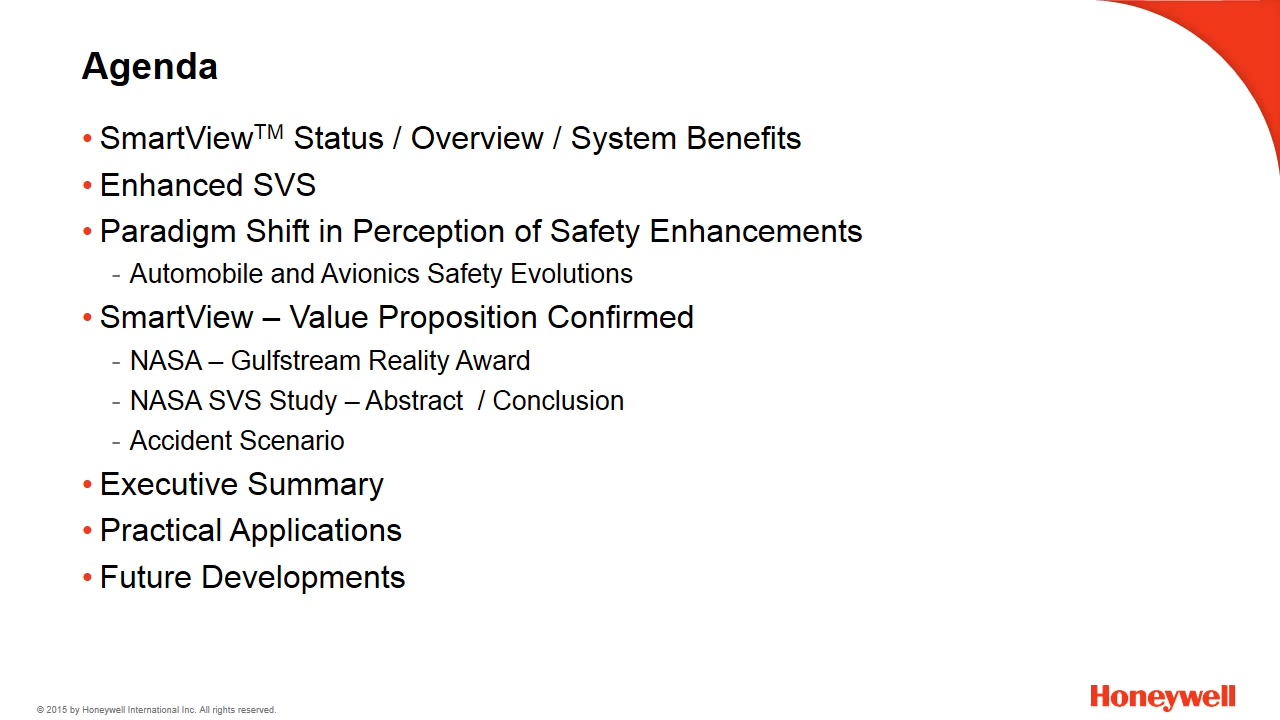 Agenda
• SmartView™ Status / Overview / System Benefits
• Enhanced SVS
• Paradigm Shift in Perception of Safety Enhancements
- Automobile and Avionics Safety Evolutions
• SmartView – Value Proposition Confirmed
- NASA – Gulfstream Reality Award
- NASA SVS Study – Abstract  / Conclusion
- Accident Scenario
• Executive Summary
• Practical Applications
• Future Developments
© 2015 by Honeywell International Inc. All rights reserved.
Honeywell